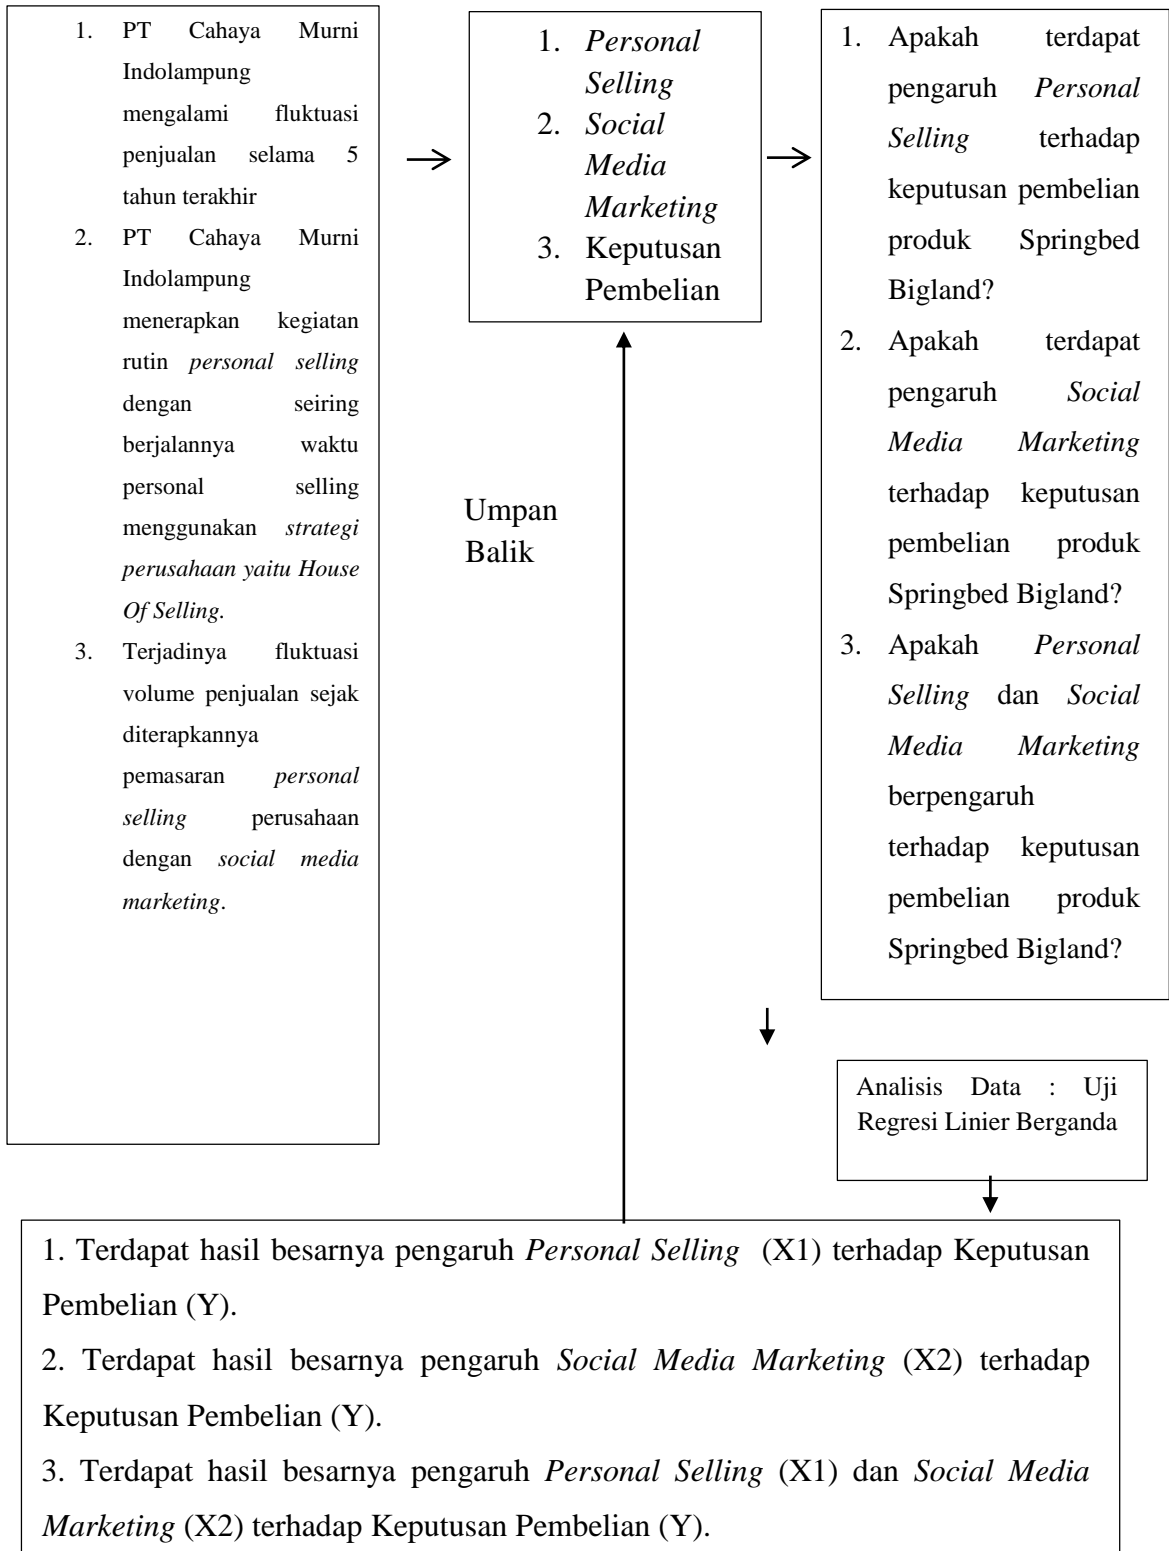 1. PT Cahaya Murni
Indolampung
mengalami fluktuasi
penjualan selama 5
tahun terakhir
2. PT Cahaya Murni
Indolampung
menerapkan kegiatan
rutin personal selling
dengan seiring
berjalannya waktu
personal selling
menggunakan strategi
perusahaan yaitu House
Of Selling.
3. Terjadinya fluktuasi
volume penjualan sejak
diterapkannya
pemasaran personal
selling perusahaan
dengan social media
marketing.
1. Personal
Selling
2. Social
Media
Marketing
3. Keputusan
Pembelian
1. Apakah terdapat
pengaruh Personal
Selling terhadap
keputusan pembelian
produk Springbed
Bigland?
2. Apakah terdapat
pengaruh Social
Media Marketing
terhadap keputusan
pembelian produk
Springbed Bigland?
3. Apakah Personal
Selling dan Social
Media Marketing
berpengaruh
terhadap keputusan
pembelian produk
Springbed Bigland?
Umpan
Balik
Analisis Data : Uji
Regresi Linier Berganda
1. Terdapat hasil besarnya pengaruh Personal Selling (X1) terhadap Keputusan
Pembelian (Y).
2. Terdapat hasil besarnya pengaruh Social Media Marketing (X2) terhadap
Keputusan Pembelian (Y).
3. Terdapat hasil besarnya pengaruh Personal Selling (X1) dan Social Media
Marketing (X2) terhadap Keputusan Pembelian (Y).